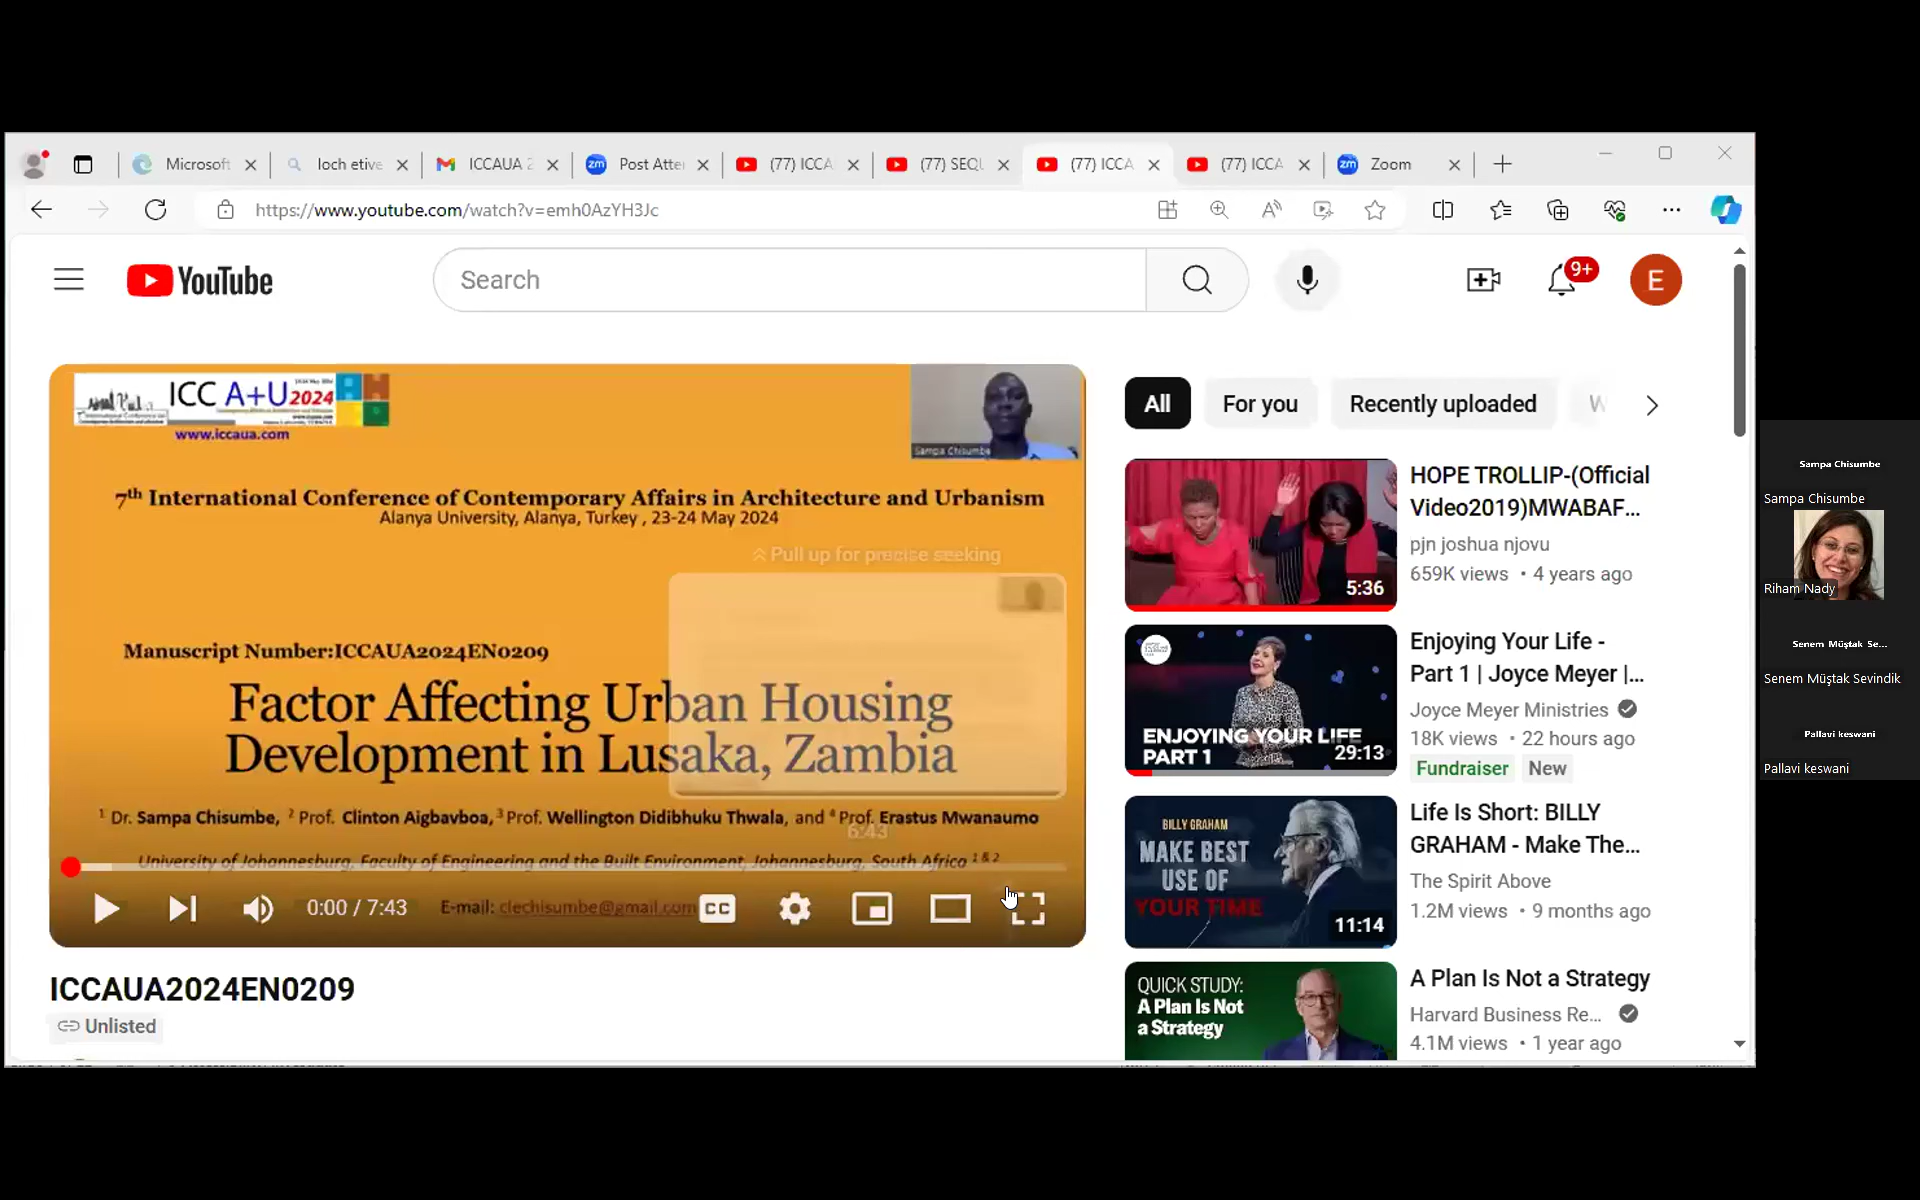 Microsoft
loch etive
ICCAUA 2
Post Atte
(77) ICCA
(77) SEQU
(77) ICCA
(77) ICCA
Zoom
https://www.youtube.com/watch?v=emh0AzYH3Jc
YouTube
Search
9+
E
ICC A+U 2024
www.iccaua.com
Sampa Chisumbe
7th International Conference of Contemporary Affairs in Architecture and Urbanism
Alanya University, Alanya, Turkey , 23-24 May 2024
Pull up for precise seeking
Manuscript Number:ICCAUA2024EN0209
Factor Affecting Urban Housing
Development in Lusaka, Zambia
1 Dr. Sampa Chisumbe, 2 Prof. Clinton Aigbavboa, 3 Prof. Wellington Didibhuku Thwala, and 4 Prof. Erastus Mwanaumo
6:43
University of Johannesburg, Faculty of Engineering and the Built Environment, Johannesburg, South Africa 1 & 2
0:00 / 7:43
E-mail: clechisumbe@gmail.com
CC
ICCAUA2024EN0209
Unlisted
All
For you
Recently uploaded
W
5:36
HOPE TROLLIP-(Official
Video2019)MWABAF...
pjn joshua njovu
659K views • 4 years ago
ENJOYING YOUR LIFE
PART 1
29:13
Enjoying Your Life -
Part 1 | Joyce Meyer |...
Joyce Meyer Ministries
18K views • 22 hours ago
Fundraiser
New
BILLY GRAHAM
MAKE BEST
USE OF
YOUR TIME
11:14
Life Is Short: BILLY
GRAHAM - Make The...
The Spirit Above
1.2M views • 9 months ago
QUICK STUDY:
A Plan Is Not
a Strategy
A Plan Is Not a Strategy
Harvard Business Re...
4.1M views • 1 year ago
Sampa Chisumbe
Sampa Chisumbe
Riham Nady
Senem Müştak Se...
Senem Müştak Sevindik
Pallavi keswani
Pallavi keswani